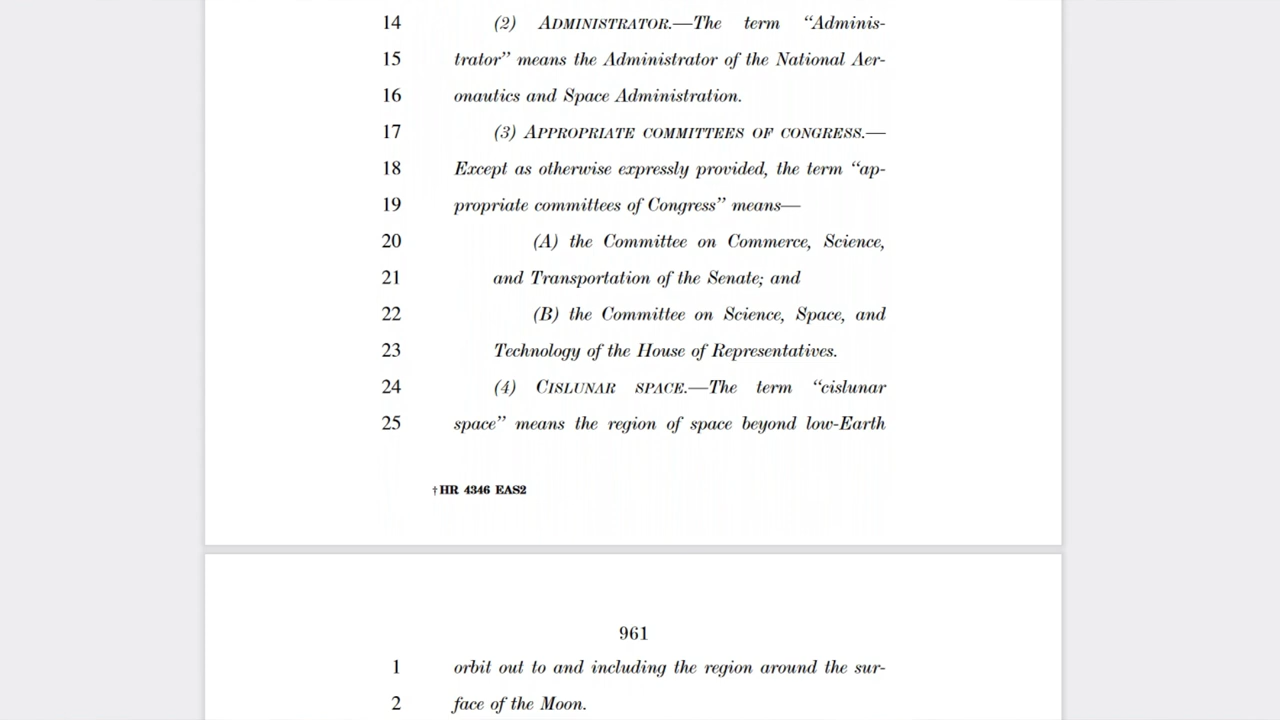 14 (2) ADMINISTRATOR.—The term “Adminis-
15 trator” means the Administrator of the National Aer-
16 onautics and Space Administration.
17 (3) APPROPRIATE COMMITTEES OF CONGRESS.—
18 Except as otherwise expressly provided, the term “ap-
19 propriate committees of Congress” means—
20 (A) the Committee on Commerce, Science,
21 and Transportation of the Senate; and
22 (B) the Committee on Science, Space, and
23 Technology of the House of Representatives.
24 (4) CISLUNAR SPACE.—The term “cislunar
25 space” means the region of space beyond low-Earth
†HR 4346 EAS2
961
1 orbit out to and including the region around the sur-
2 face of the Moon.